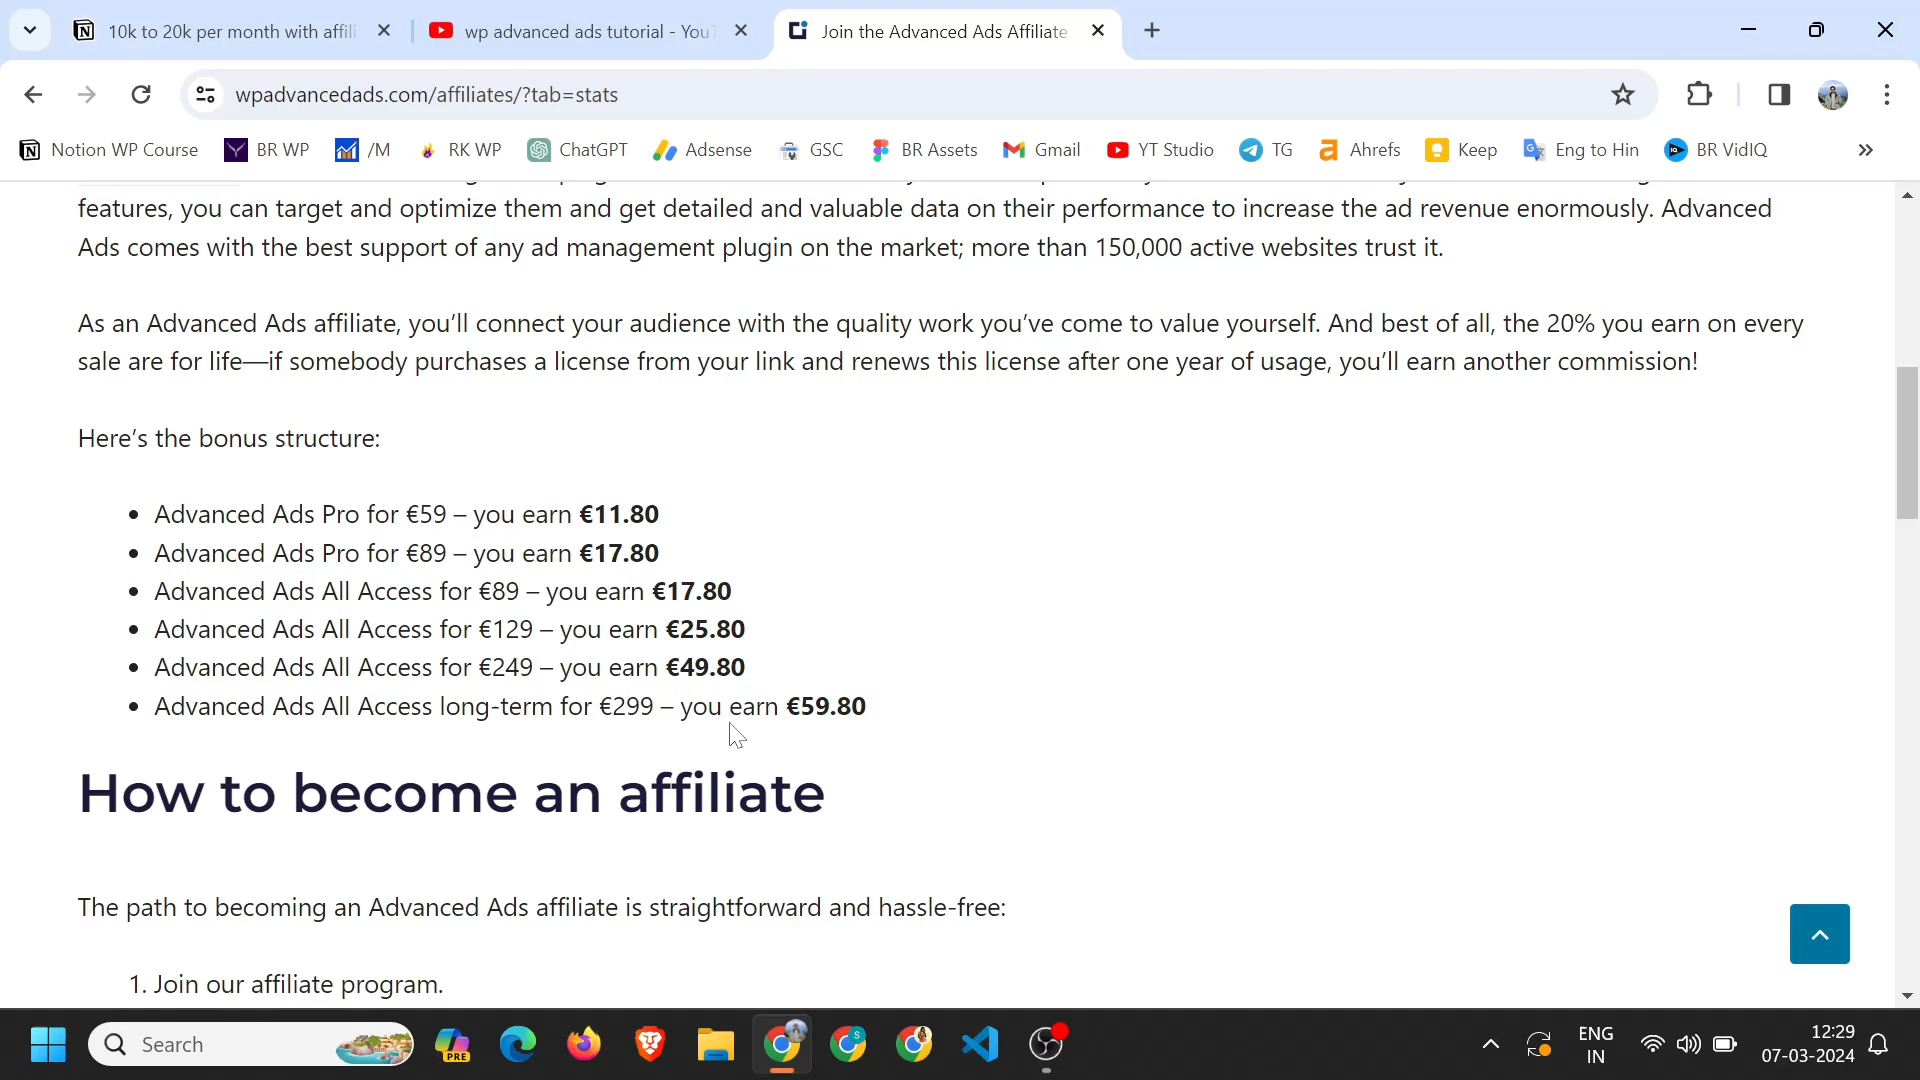 10k to 20k per month with affili
wp advanced ads tutorial - You
Join the Advanced Ads Affiliate
wpadvancedads.com/affiliates/?tab=stats
Notion WP Course
BR WP
/M
RK WP
ChatGPT
Adsense
GSC
BR Assets
Gmail
YT Studio
TG
Ahrefs
Keep
Eng to Hin
BR VidIQ
features, you can target and optimize them and get detailed and valuable data on their performance to increase the ad revenue enormously. Advanced
Ads comes with the best support of any ad management plugin on the market; more than 150,000 active websites trust it.
As an Advanced Ads affiliate, you’ll connect your audience with the quality work you’ve come to value yourself. And best of all, the 20% you earn on every
sale are for life—if somebody purchases a license from your link and renews this license after one year of usage, you’ll earn another commission!
Here’s the bonus structure:
• Advanced Ads Pro for €59 – you earn €11.80
• Advanced Ads Pro for €89 – you earn €17.80
• Advanced Ads All Access for €89 – you earn €17.80
• Advanced Ads All Access for €129 – you earn €25.80
• Advanced Ads All Access for €249 – you earn €49.80
• Advanced Ads All Access long-term for €299 – you earn €59.80
How to become an affiliate
The path to becoming an Advanced Ads affiliate is straightforward and hassle-free:
1. Join our affiliate program.
Search
PRE
S
ENG
IN
12:29
07-03-2024